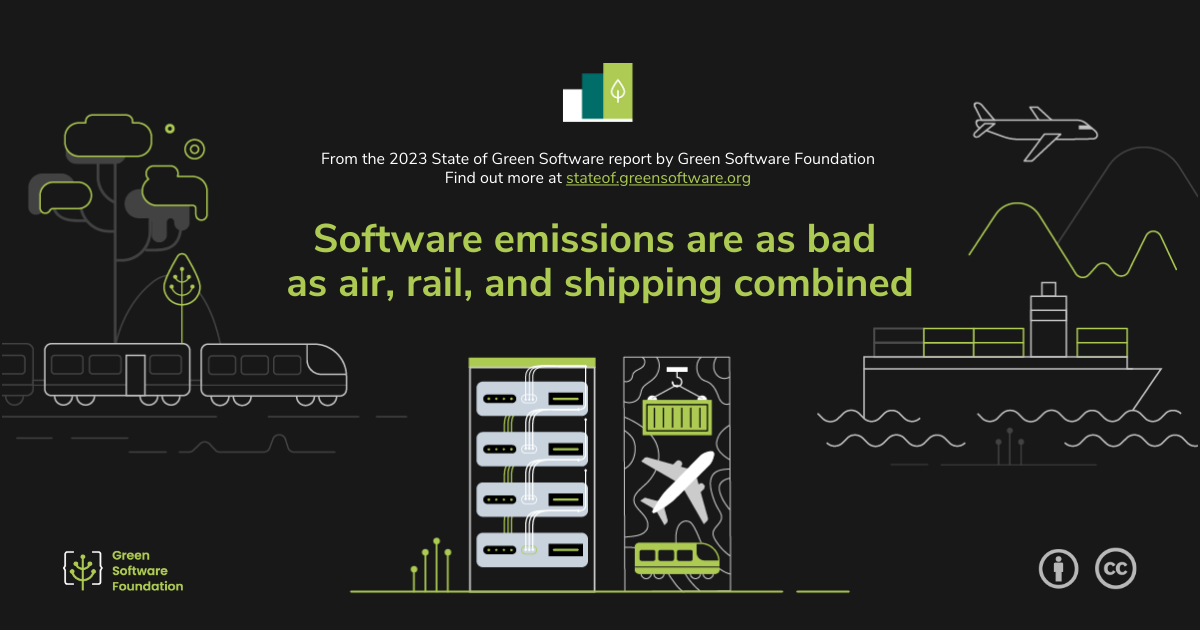 From the 2023 State of Green Software report by Green Software Foundation
Find out more at stateof.greensoftware.org
Software emissions are as bad
as air, rail, and shipping combined
Green
Software
Foundation
cc